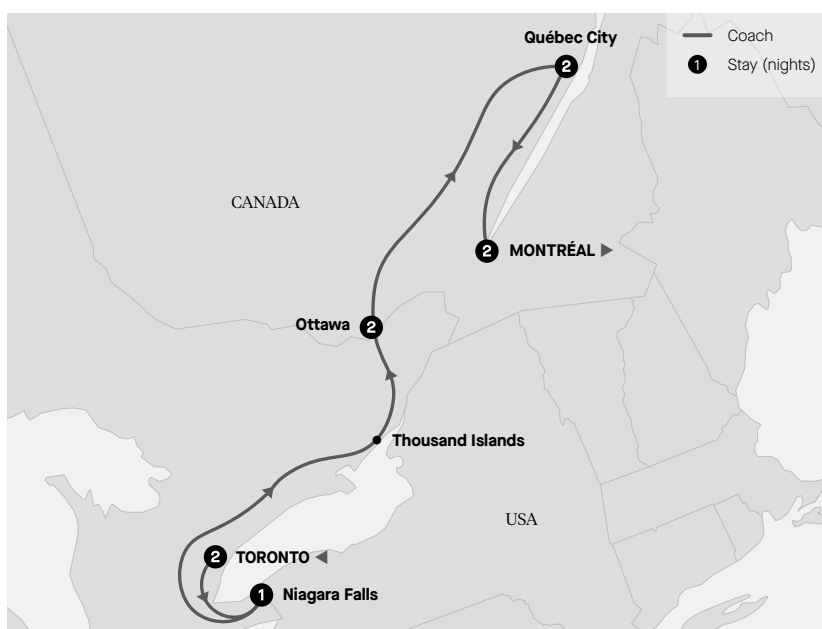 Québec City
2
Coach
1 Stay (nights)
CANADA
2 MONTRÉAL
Ottawa 2
Thousand Islands
USA
2 TORONTO
1 Niagara Falls